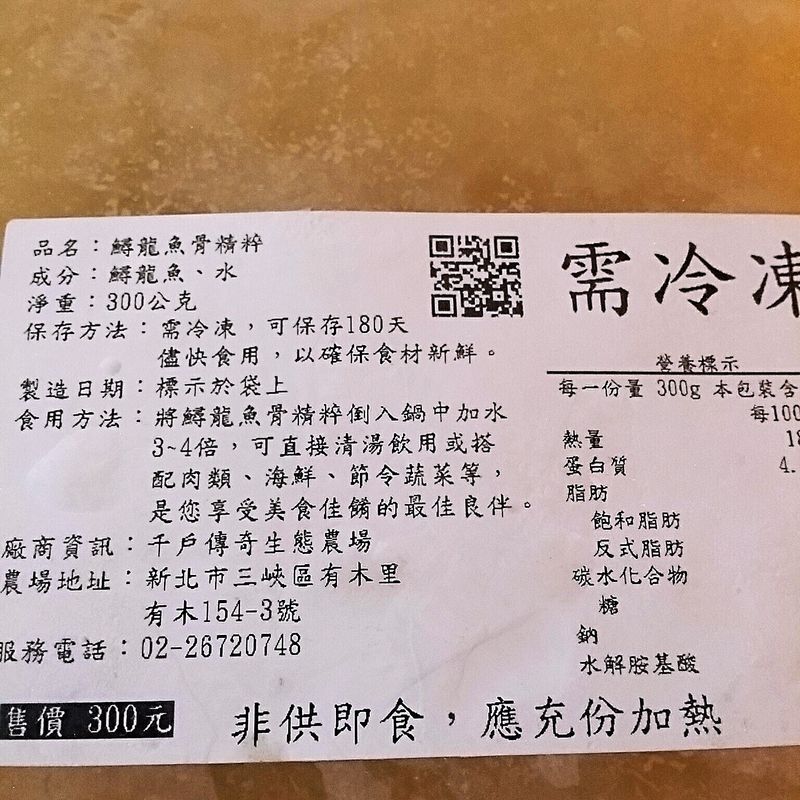 品名：鱘龍魚骨精粹
成分：鱘龍魚、水
淨重：300公克
保存方法：需冷凍，可保存180天
儘快食用，以確保食材新鮮。
製造日期：標示於袋上
食用方法：將鱘龍魚骨精粹倒入鍋中加水
3~4倍，可直接清湯飲用或搭
配肉類、海鮮、節令蔬菜等，
是您享受美食佳餚的最佳良伴。
廠商資訊：千戶傳奇生態農場
農場地址：新北市三峽區有木里
有木154-3號
服務電話：02-26720748
售價 300元
需冷凍
營養標示
每一份量 300g 本包裝含
每100
熱量 18
蛋白質 4.
脂肪
飽和脂肪
反式脂肪
碳水化合物
糖
鈉
水解胺基酸
非供即食，應充份加熱